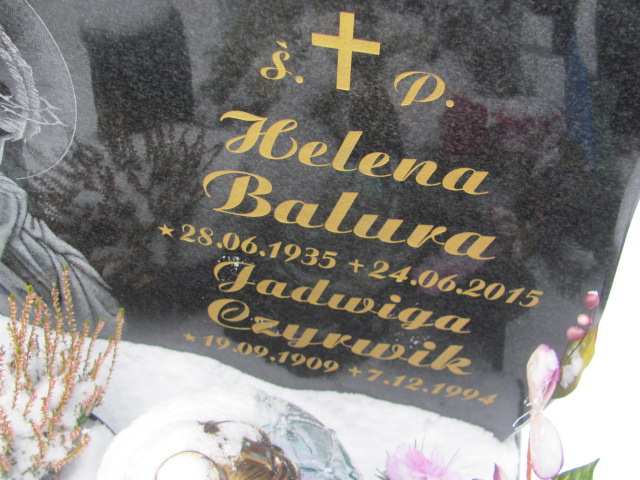 Ś. P.
Helena
Balura
★28.06.1935 +24.06.2015
Jadwiga
Czyrwik
★19.09.1909 +7.12.1994